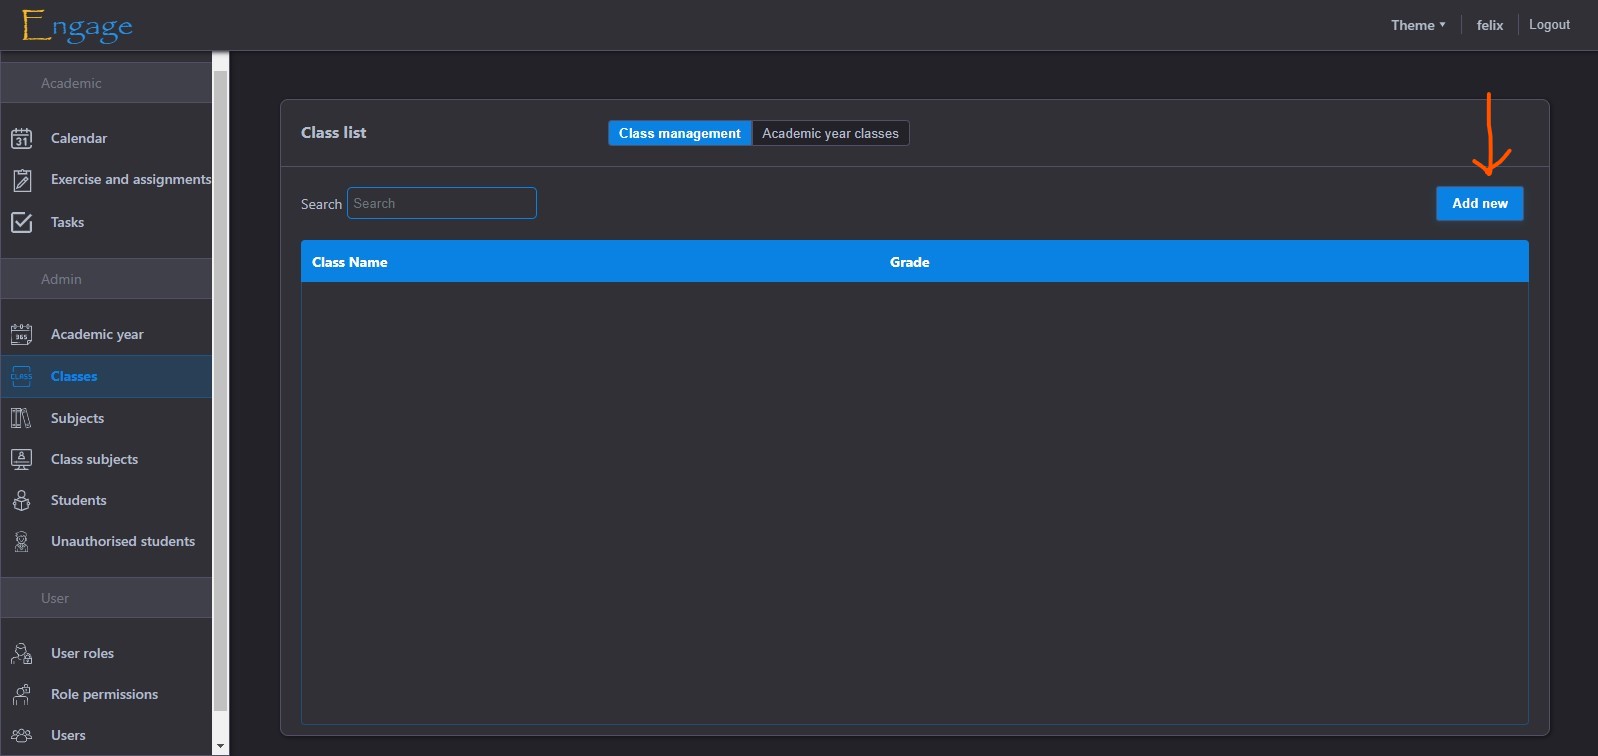 Engage
Theme
felix
Logout
Academic
31
Calendar
Exercise and assignments
Tasks
Admin
365
Academic year
CLASS
Classes
Subjects
Class subjects
Students
Unauthorised students
User
User roles
Role permissions
Users
Class list
Class management
Academic year classes
Search
Search
Add new
Class Name
Grade